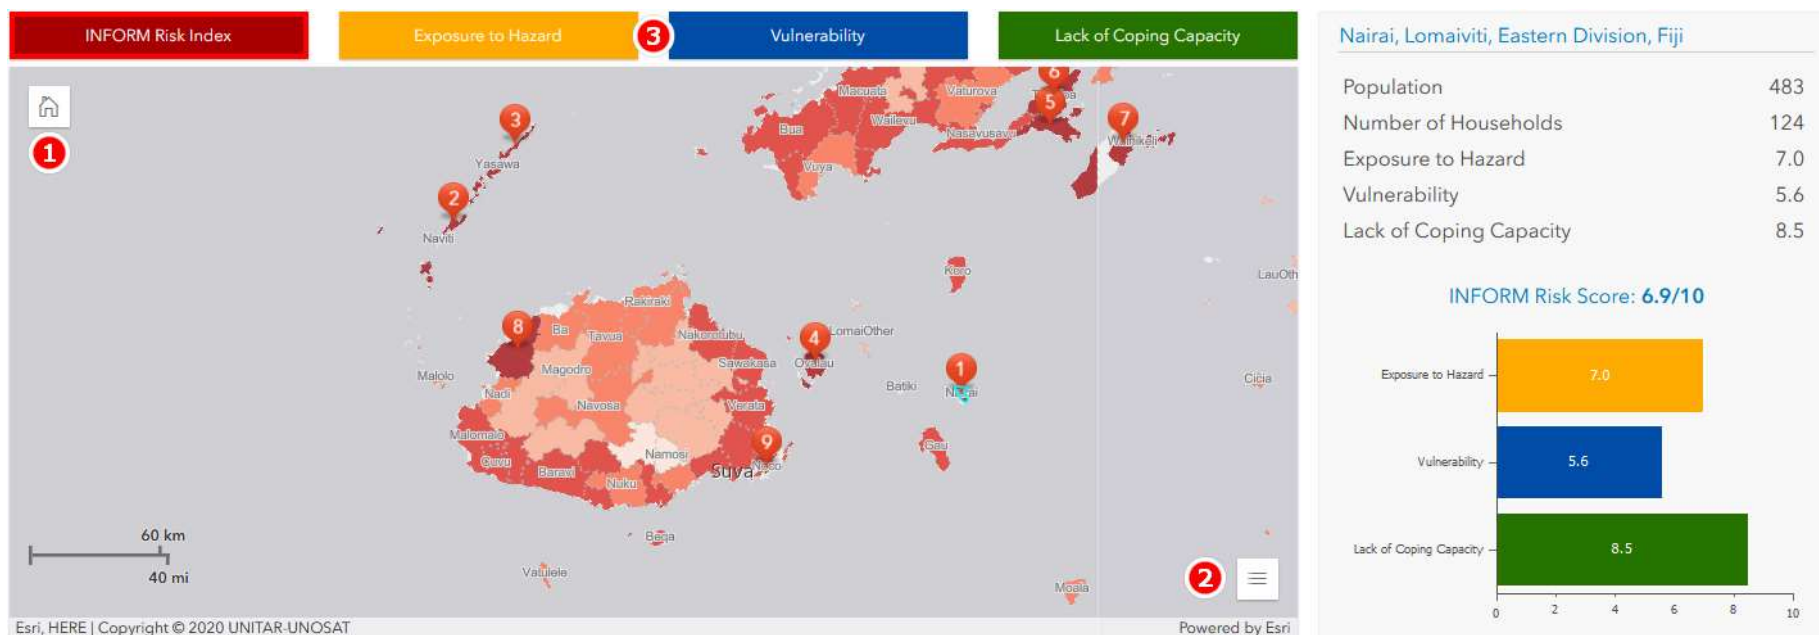 INFORM Risk Index
Exposure to Hazard
3
Vulnerability
Lack of Coping Capacity
1
6
5
7
3
2
Macuata
Vaturova
Wailevu
Bua
Nasavusavu
Wainikeli
Yasawa
Vuya
Naviti
Koro
LauOth
Rakiraki
8
Ba
Tavua
Nakorotubu
4
LomaiOther
Malolo
Magodro
Sawakasa
Ovalau
1
Batiki
Nairai
Cicia
Nadi
Navosa
Verata
Malomalo
9
Gau
Cuvu
Baravi
Namosi
Suva
Nuku
Beqa
Vatulele
Moala
60 km
40 mi
2
Esri, HERE | Copyright © 2020 UNITAR-UNOSAT
Powered by Esri
Nairai, Lomaiviti, Eastern Division, Fiji
Population 483
Number of Households 124
Exposure to Hazard 7.0
Vulnerability 5.6
Lack of Coping Capacity 8.5
INFORM Risk Score: 6.9/10
Exposure to Hazard 7.0
Vulnerability 5.6
Lack of Coping Capacity 8.5
0 2 4 6 8 10